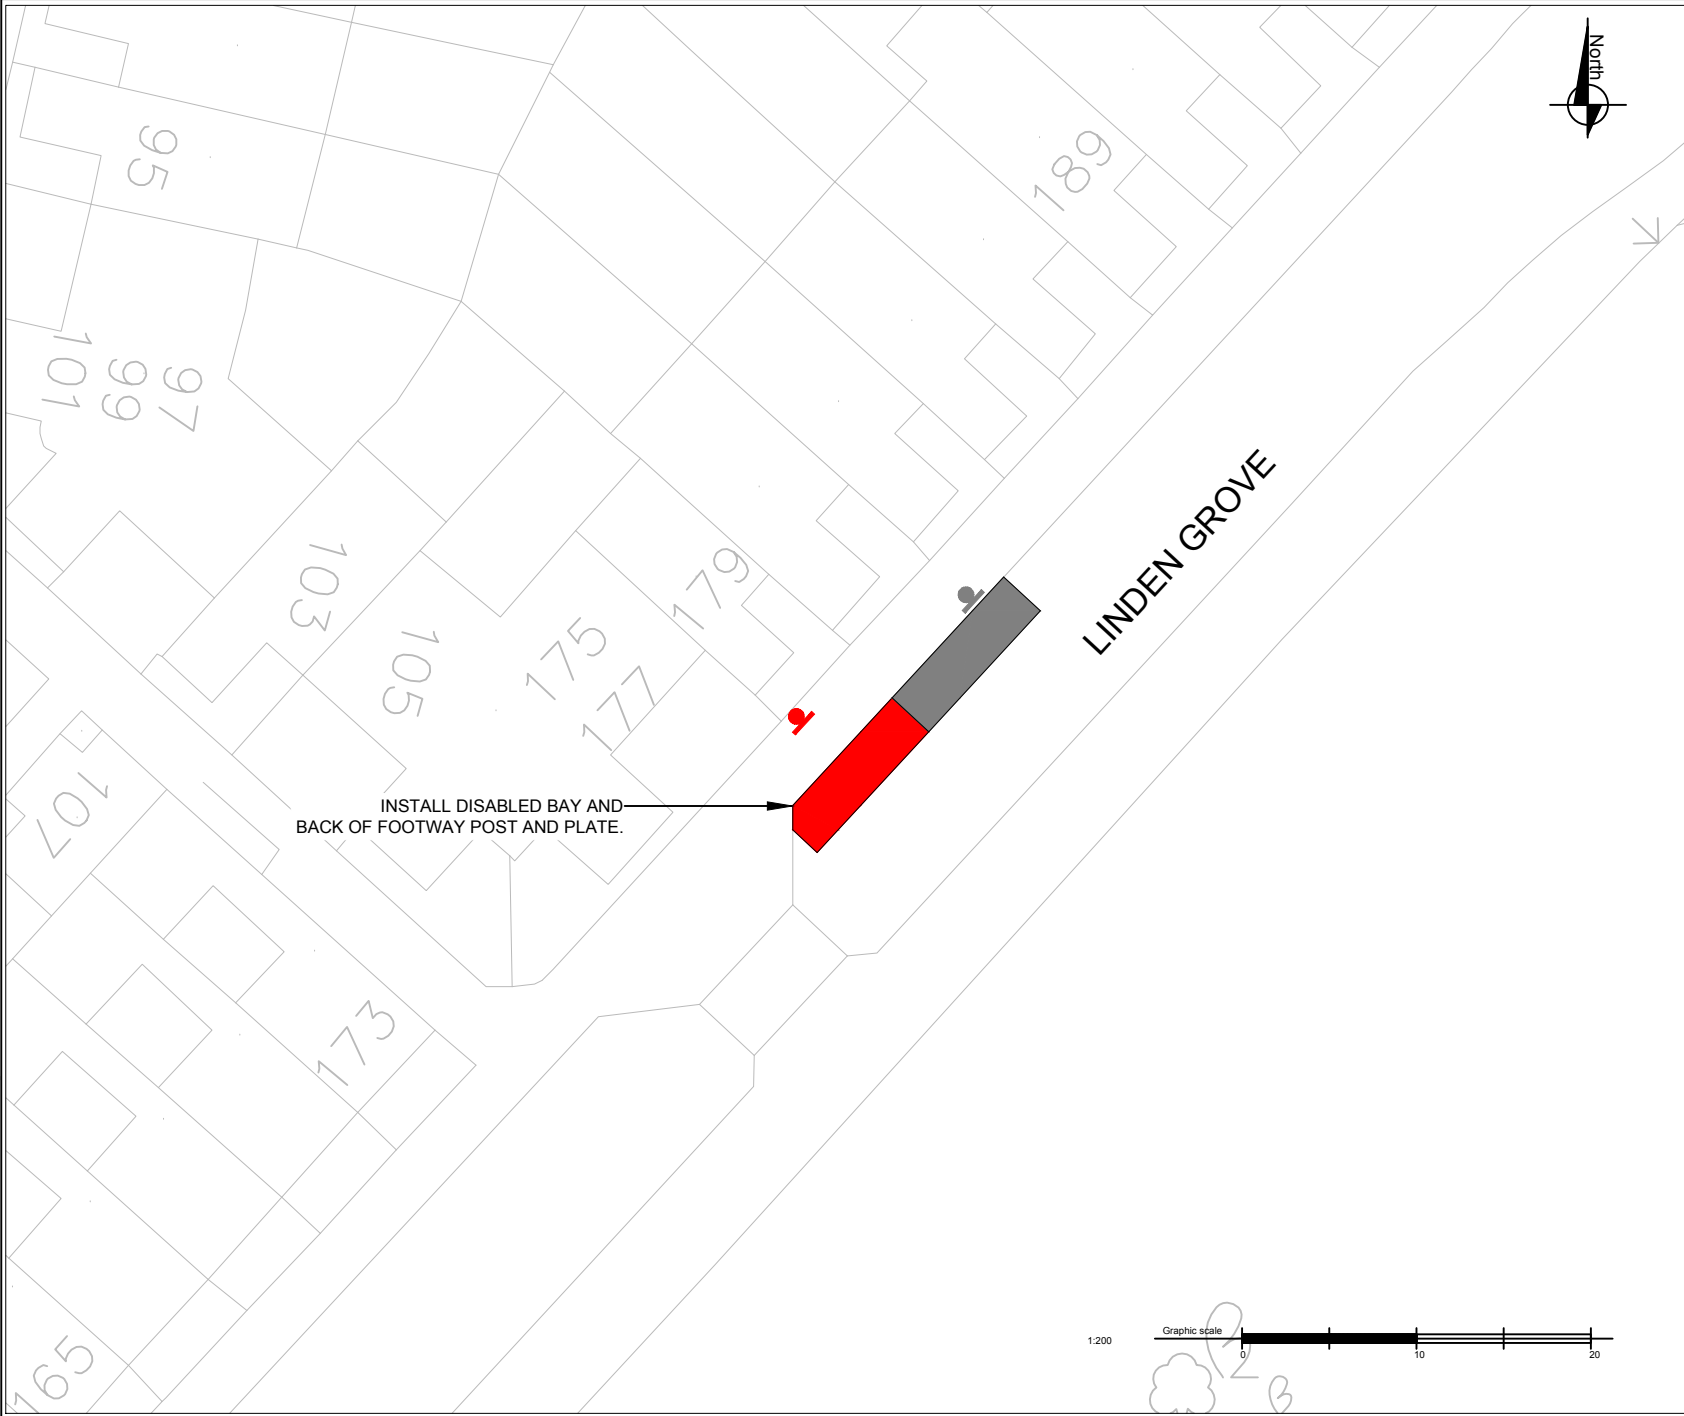 North
189
95
101
99
97
LINDEN GROVE
103
179
105
175
177
107
INSTALL DISABLED BAY AND
BACK OF FOOTWAY POST AND PLATE.
173
165
1:200
Graphic scale
0 10 20